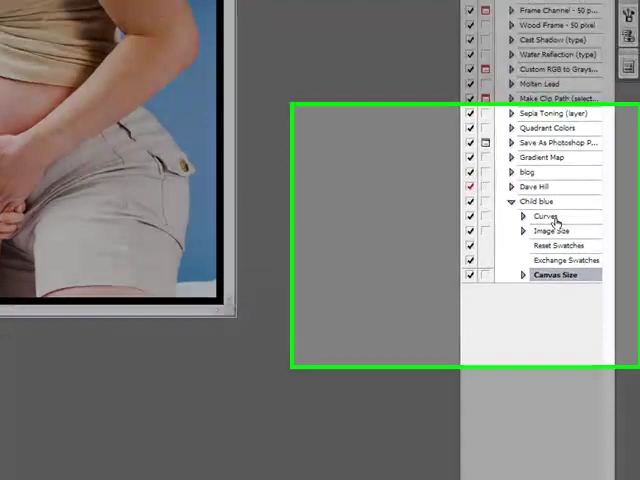 Frame Channel - 50 p...
Wood Frame - 50 pixel
Cast Shadow (type)
Water Reflection (type)
Custom RGB to Grays...
Molten Lead
Make Clip Path (select...
Sepia Toning (layer)
Quadrant Colors
Save As Photoshop P...
Gradient Map
blog
Dave Hill
Child blue
Curves
Image Size
Reset Swatches
Exchange Swatches
Canvas Size